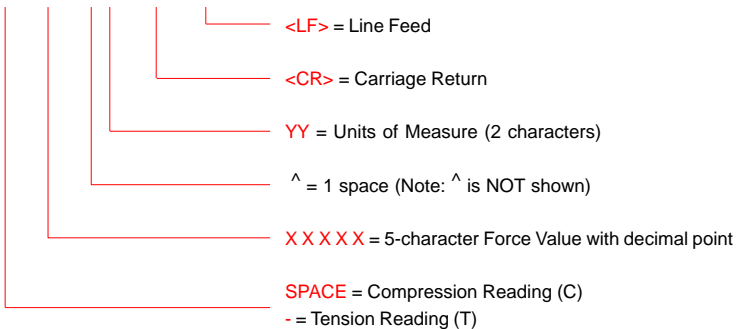 <LF> = Line Feed
<CR> = Carriage Return
YY = Units of Measure (2 characters)
^ = 1 space (Note: ^ is NOT shown)
X X X X X = 5-character Force Value with decimal point
SPACE = Compression Reading (C)
- = Tension Reading (T)